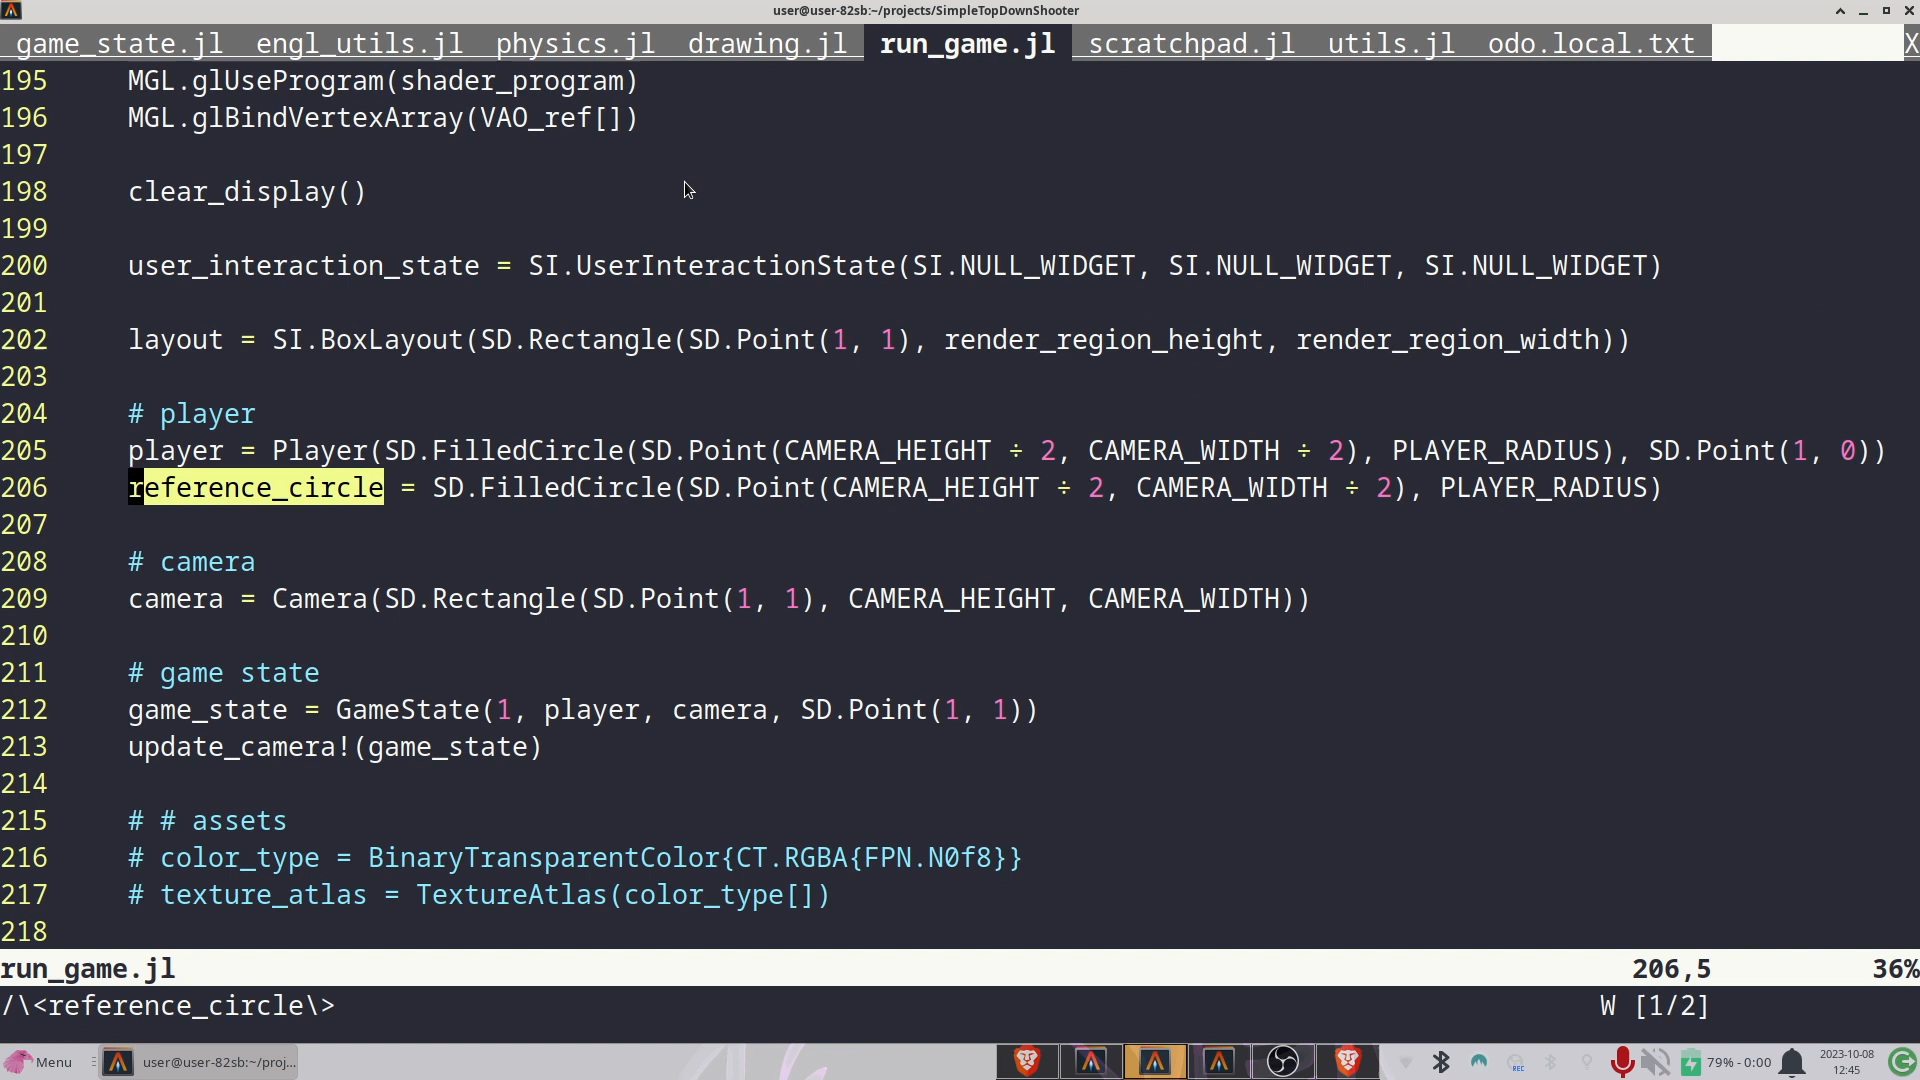 user@user-82sb:~/projects/SimpleTopDownShooter
game_state.jl engl_utils.jl physics.jl drawing.jl run_game.jl scratchpad.jl utils.jl odo.local.txt X
195 MGL.glUseProgram(shader_program)
196 MGL.glBindVertexArray(VAO_ref[])
197
198 clear_display()
199
200 user_interaction_state = SI.UserInteractionState(SI.NULL_WIDGET, SI.NULL_WIDGET, SI.NULL_WIDGET)
201
202 layout = SI.BoxLayout(SD.Rectangle(SD.Point(1, 1), render_region_height, render_region_width))
203
204 # player
205 player = Player(SD.FilledCircle(SD.Point(CAMERA_HEIGHT ÷ 2, CAMERA_WIDTH ÷ 2), PLAYER_RADIUS), SD.Point(1, 0))
206 reference_circle = SD.FilledCircle(SD.Point(CAMERA_HEIGHT ÷ 2, CAMERA_WIDTH ÷ 2), PLAYER_RADIUS)
207
208 # camera
209 camera = Camera(SD.Rectangle(SD.Point(1, 1), CAMERA_HEIGHT, CAMERA_WIDTH))
210
211 # game state
212 game_state = GameState(1, player, camera, SD.Point(1, 1))
213 update_camera!(game_state)
214
215 # # assets
216 # color_type = BinaryTransparentColor{CT.RGBA{FPN.N0f8}}
217 # texture_atlas = TextureAtlas(color_type[])
218
run_game.jl 206,5 36%
/\<reference_circle\> W [1/2]
Menu user@user-82sb:~/proj... REC 79% - 0:00 2023-10-08
12:45